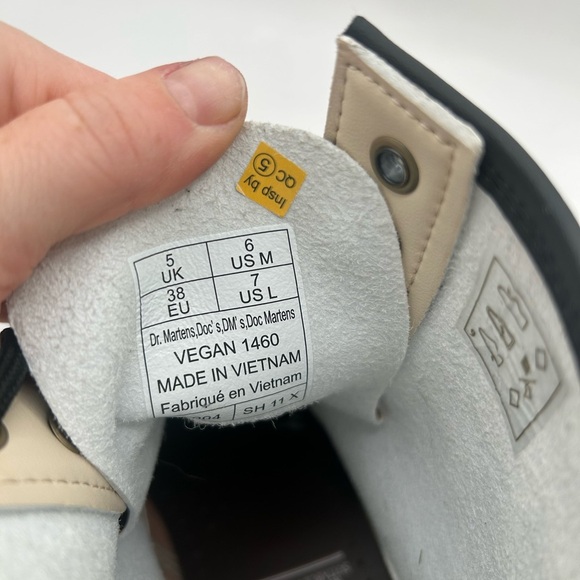 Insp by
QC 5
5 UK
6 US M
38 EU
7 US L
Dr. Martens,Doc's,DM's,Doc Martens
VEGAN 1460
MADE IN VIETNAM
Fabriqué en Vietnam
SH 11 X